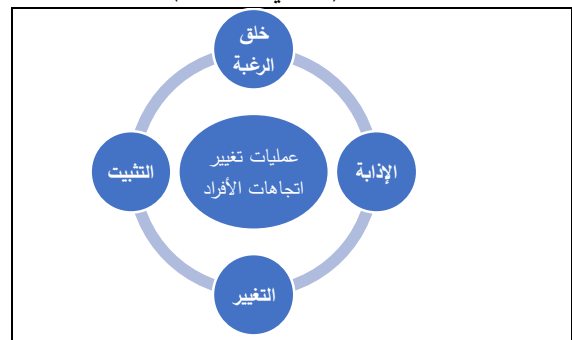 خلق
الرغبة
الإذابة
التغيير
التثبيت
عمليات تغيير
اتجاهات الأفراد